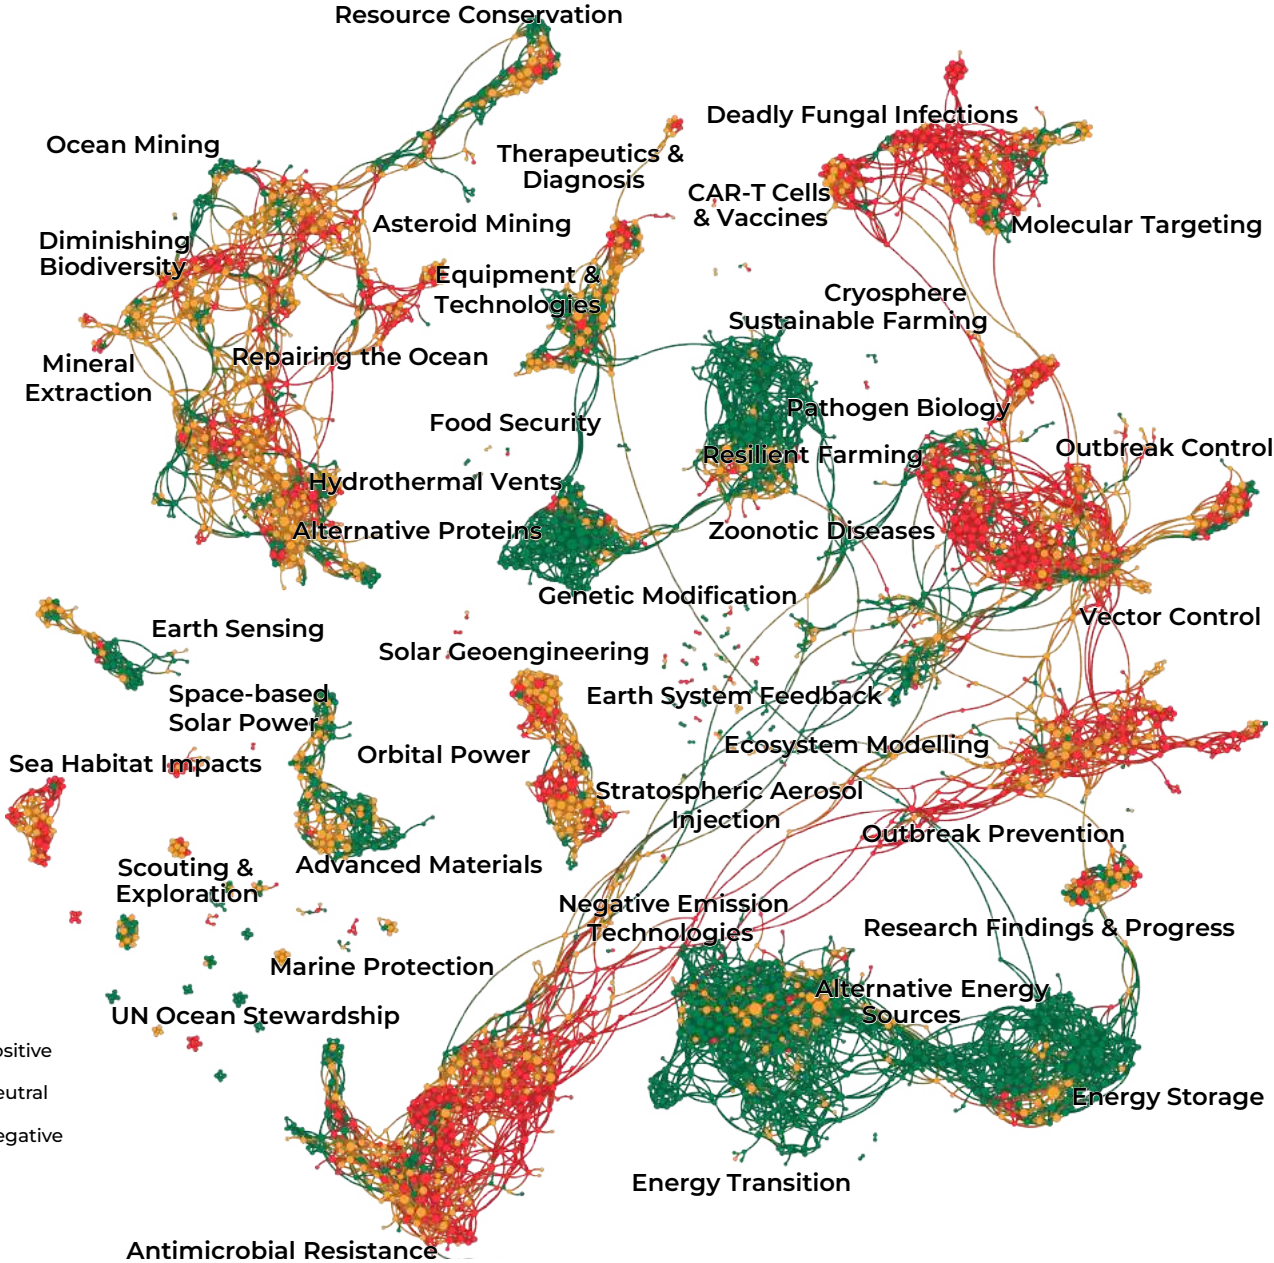 Resource Conservation
Deadly Fungal Infections
Ocean Mining
Therapeutics &
Diagnosis
CAR-T Cells
& Vaccines
Asteroid Mining
Molecular Targeting
Diminishing
Biodiversity
Equipment &
Technologies
Cryosphere
Sustainable Farming
Mineral
Extraction
Repairing the Ocean
Pathogen Biology
Food Security
Resilient Farming
Outbreak Control
Hydrothermal Vents
Alternative Proteins
Zoonotic Diseases
Genetic Modification
Vector Control
Earth Sensing
Solar Geoengineering
Space-based
Solar Power
Earth System Feedback
Orbital Power
Ecosystem Modelling
Sea Habitat Impacts
Stratospheric Aerosol
Injection
Outbreak Prevention
Scouting &
Exploration
Advanced Materials
Negative Emission
Technologies
Research Findings & Progress
Marine Protection
Alternative Energy
Sources
UN Ocean Stewardship
ositive
eutral
egative
Energy Storage
Energy Transition
Antimicrobial Resistance